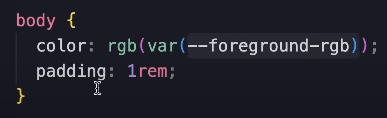 body {
color: rgb(var(--foreground-rgb));
padding: 1rem;
}